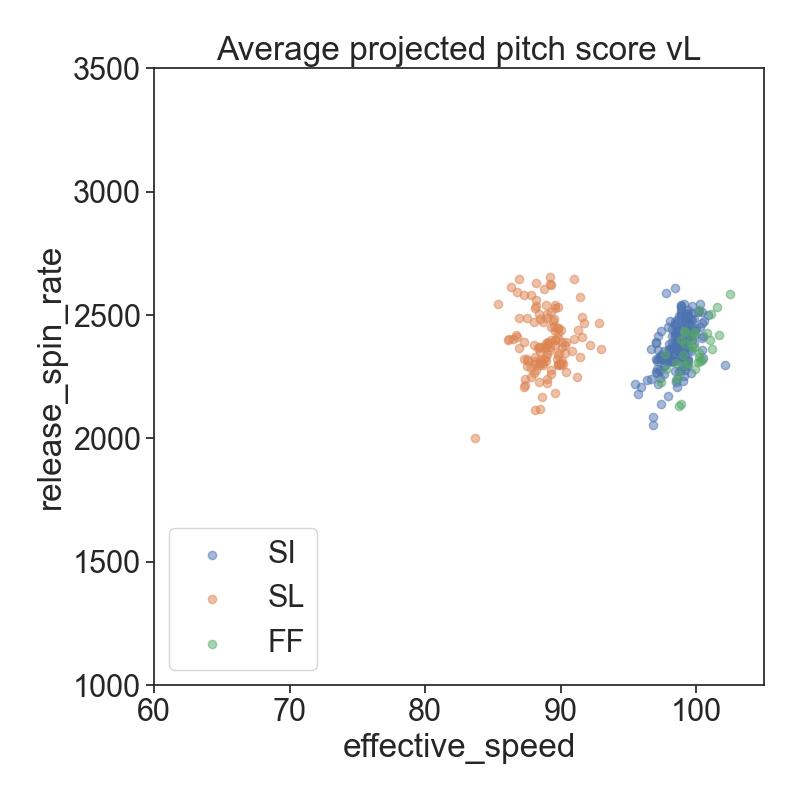 Average projected pitch score vL
3500
3000
2500
2000
1500
1000
release_spin_rate
SI
SL
FF
60 70 80 90 100
effective_speed